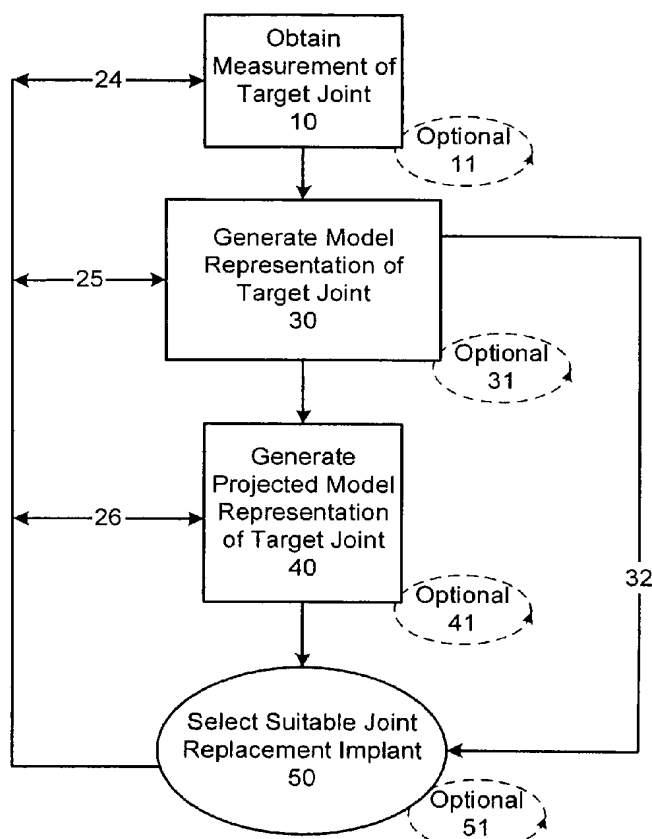 Obtain
Measurement of
Target Joint
10
24
Optional
11
Generate Model
Representation of
Target Joint
30
25
Optional
31
Generate
Projected Model
Representation
of Target Joint
40
26
32
Optional
41
Select Suitable Joint
Replacement Implant
50
Optional
51